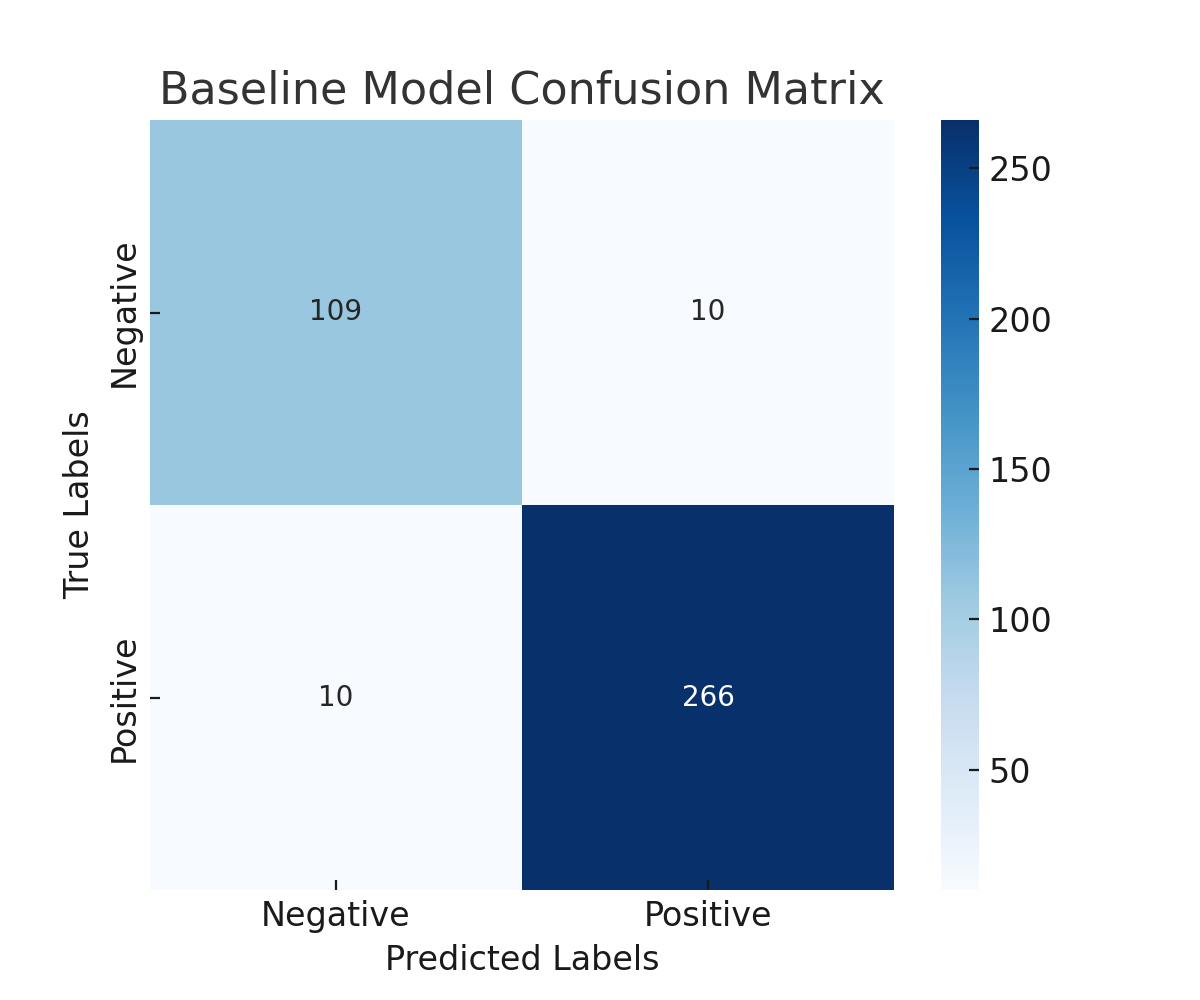 Baseline Model Confusion Matrix
True Labels
Negative
Positive
109
10
10
266
Negative
Positive
Predicted Labels
250
200
150
100
50